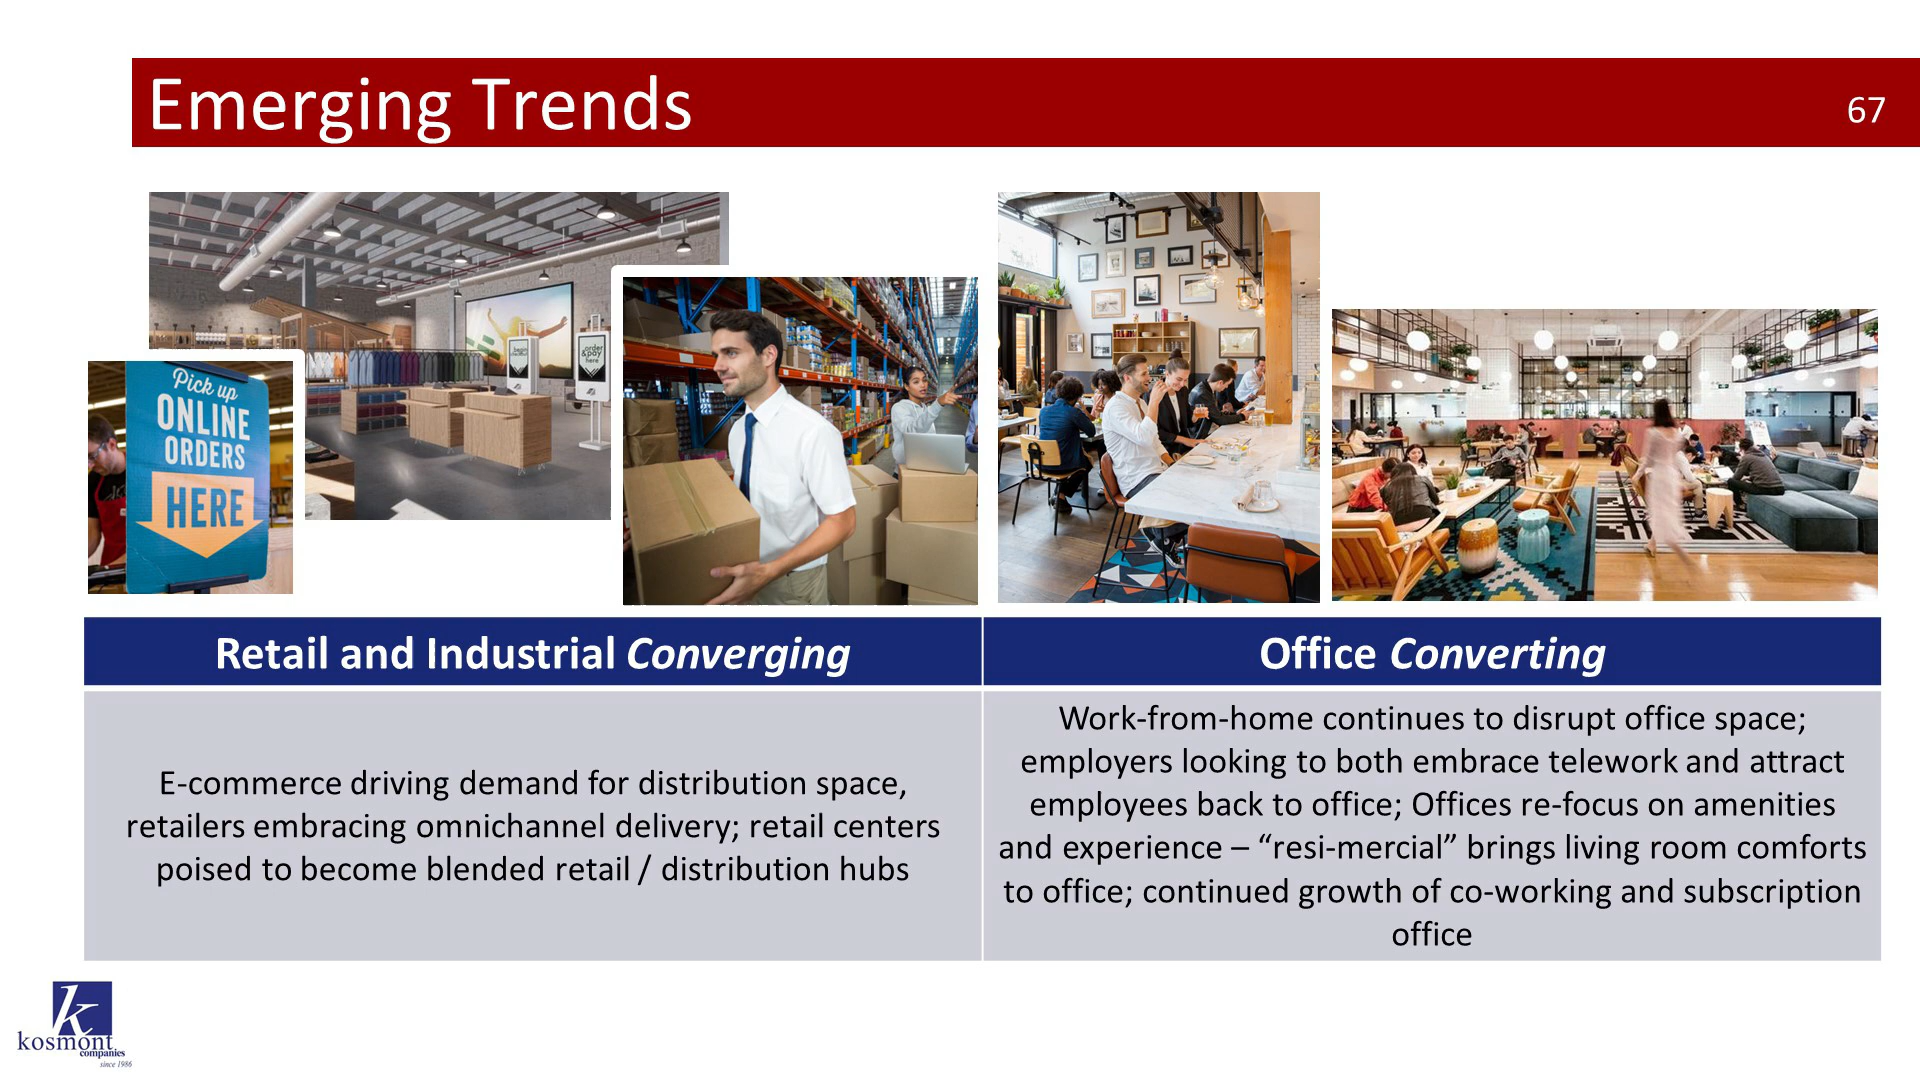 Emerging Trends
67
Pick up
ONLINE
ORDERS
HERE
order
&pay
here
Retail and Industrial Converging
Office Converting
E-commerce driving demand for distribution space,
retailers embracing omnichannel delivery; retail centers
poised to become blended retail / distribution hubs
Work-from-home continues to disrupt office space;
employers looking to both embrace telework and attract
employees back to office; Offices re-focus on amenities
and experience – “resi-mercial” brings living room comforts
to office; continued growth of co-working and subscription
office
k
kosmont
companies
since 1986